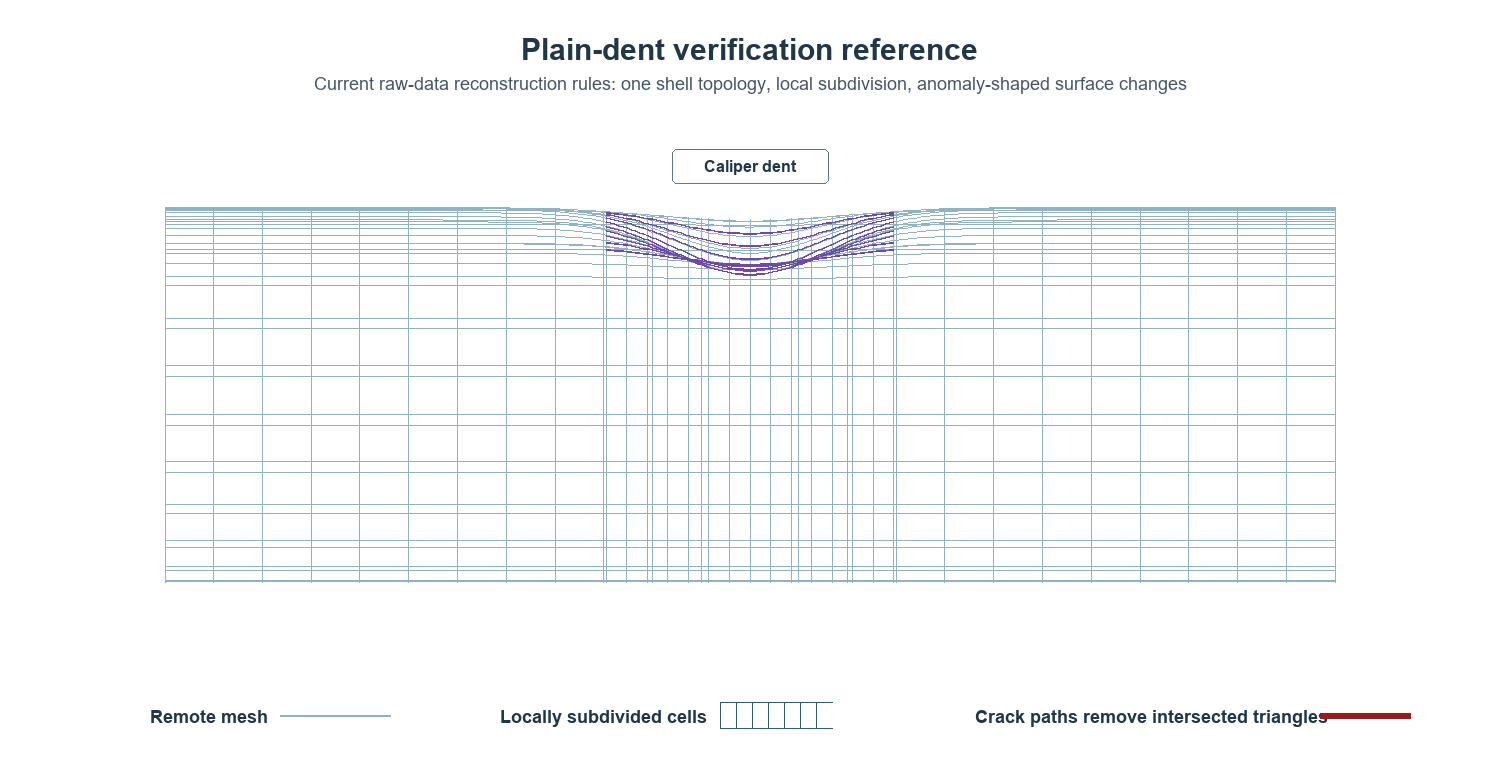 Plain-dent verification reference
Current raw-data reconstruction rules: one shell topology, local subdivision, anomaly-shaped surface changes
Caliper dent
Remote mesh
Locally subdivided cells
Crack paths remove intersected triangles